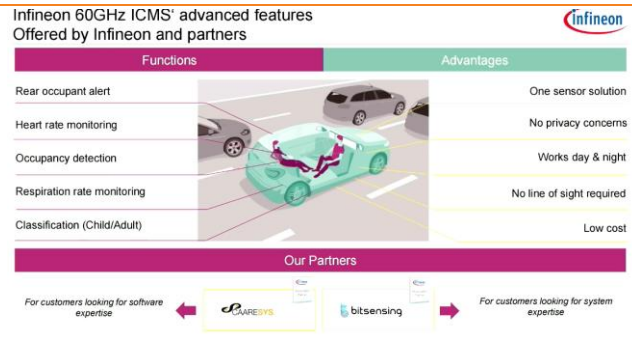 Infineon 60GHz ICMS‘ advanced features
Offered by Infineon and partners
infineon
Functions
Advantages
Rear occupant alert
One sensor solution
Heart rate monitoring
No privacy concerns
Occupancy detection
Works day & night
Respiration rate monitoring
No line of sight required
Classification (Child/Adult)
Low cost
Our Partners
For customers looking for software
expertise
CAARESYS
bitsensing
For customers looking for system
expertise